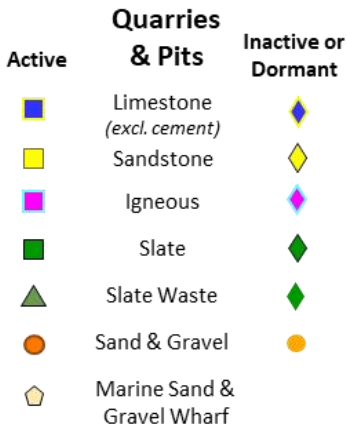 Quarries
& Pits
Active
Inactive or
Dormant
Limestone
(excl. cement)
Sandstone
Igneous
Slate
Slate Waste
Sand & Gravel
Marine Sand &
Gravel Wharf